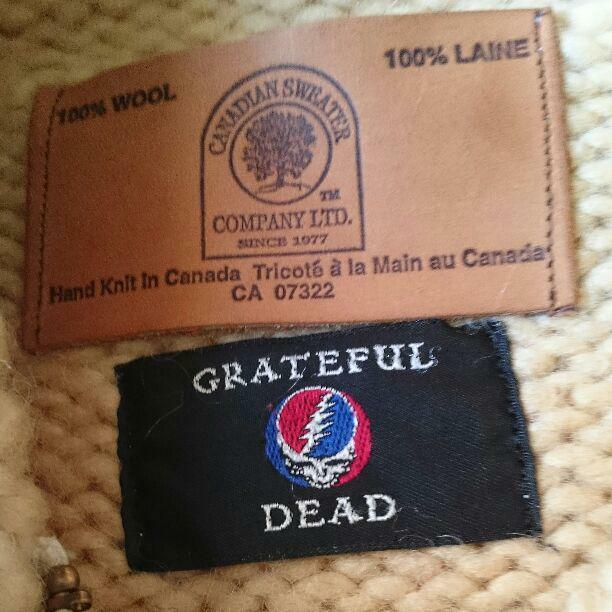 100% WOOL
100% LAINE
CANADIAN SWEATER
TM
COMPANY LTD.
SINCE 1977
Hand Knit in Canada Tricoté à la Main au Canada
CA 07322
GRATEFUL
DEAD